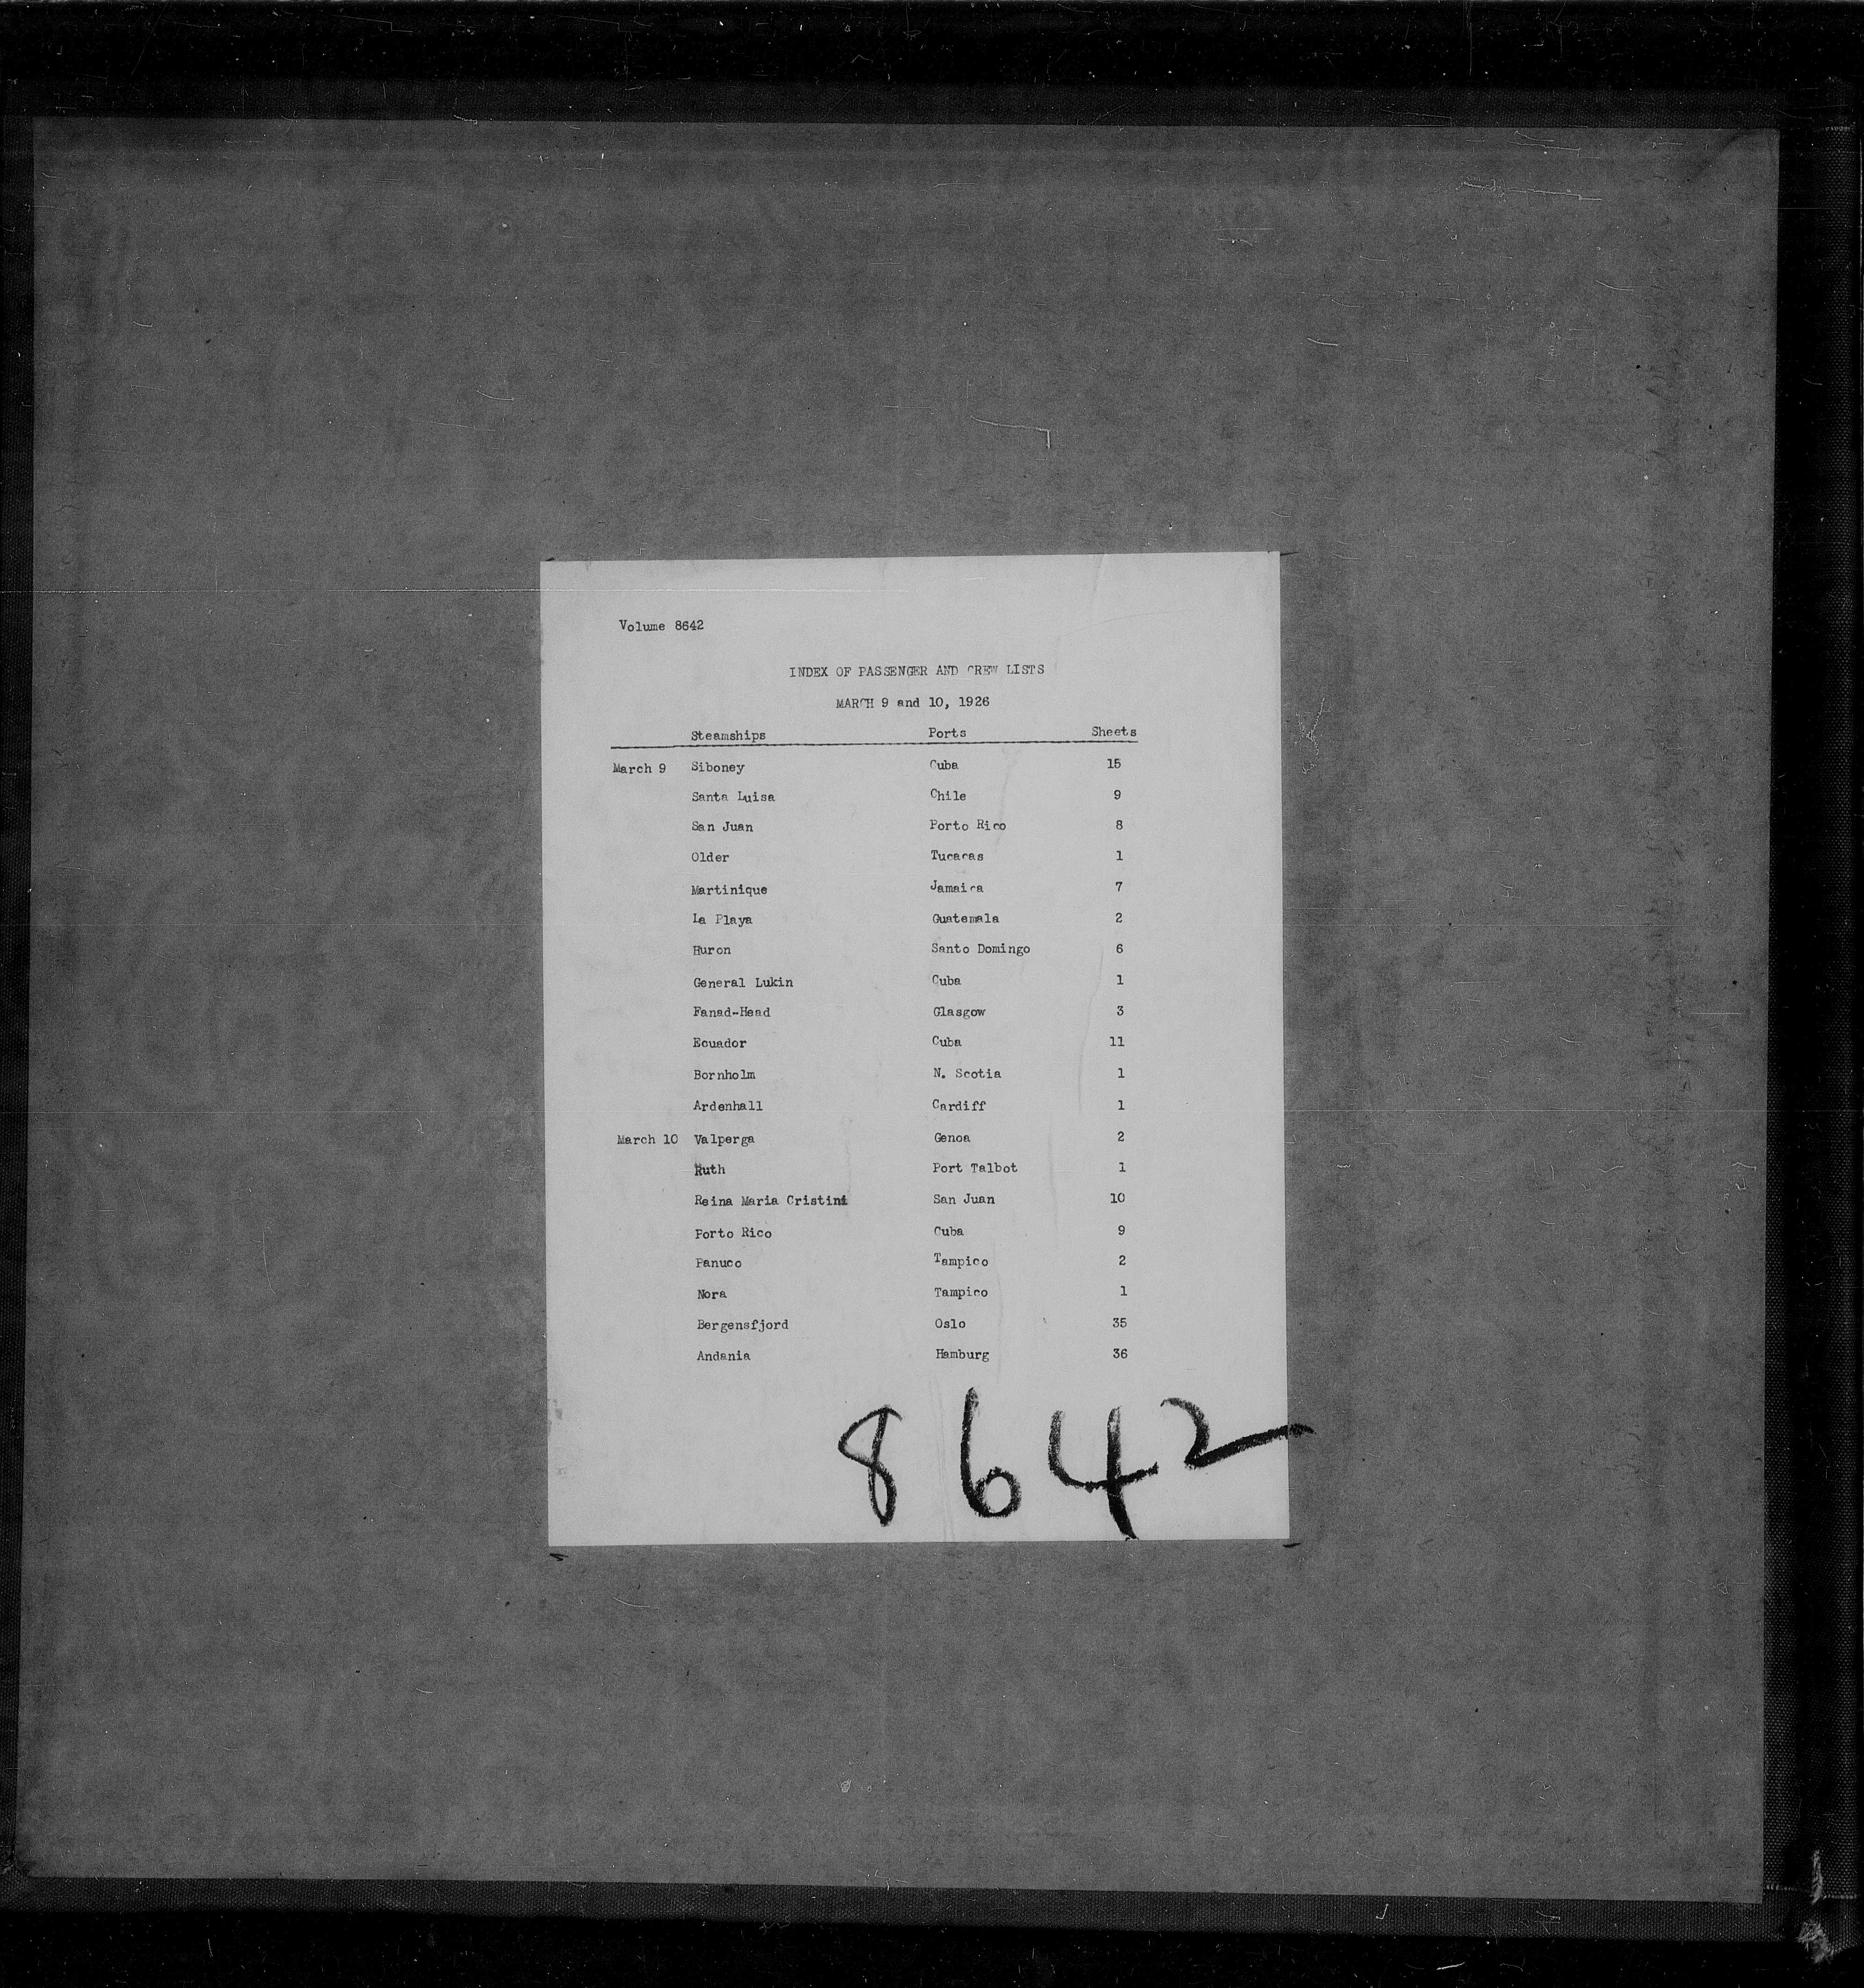 Volume 8642
INDEX OF PASSENGER AND CREW LISTS
MARCH 9 and 10, 1926
Steamships Ports Sheets
March 9 Siboney Cuba 15
Santa Luisa Chile 9
San Juan Porto Rico 8
Older Tucacas 1
Martinique Jamaica 7
La Playa Guatemala 2
Huron Santo Domingo 6
General Lukin Cuba 1
Fanad-Head Glasgow 3
Ecuador Cuba 11
Bornholm N. Scotia 1
Ardenhall Cardiff 1
March 10 Valperga Genoa 2
Ruth Port Talbot 1
Reina Maria Cristini San Juan 10
Porto Rico Cuba 9
Panuco Tampico 2
Nora Tampico 1
Bergensfjord Oslo 35
Andania Hamburg 36
8642